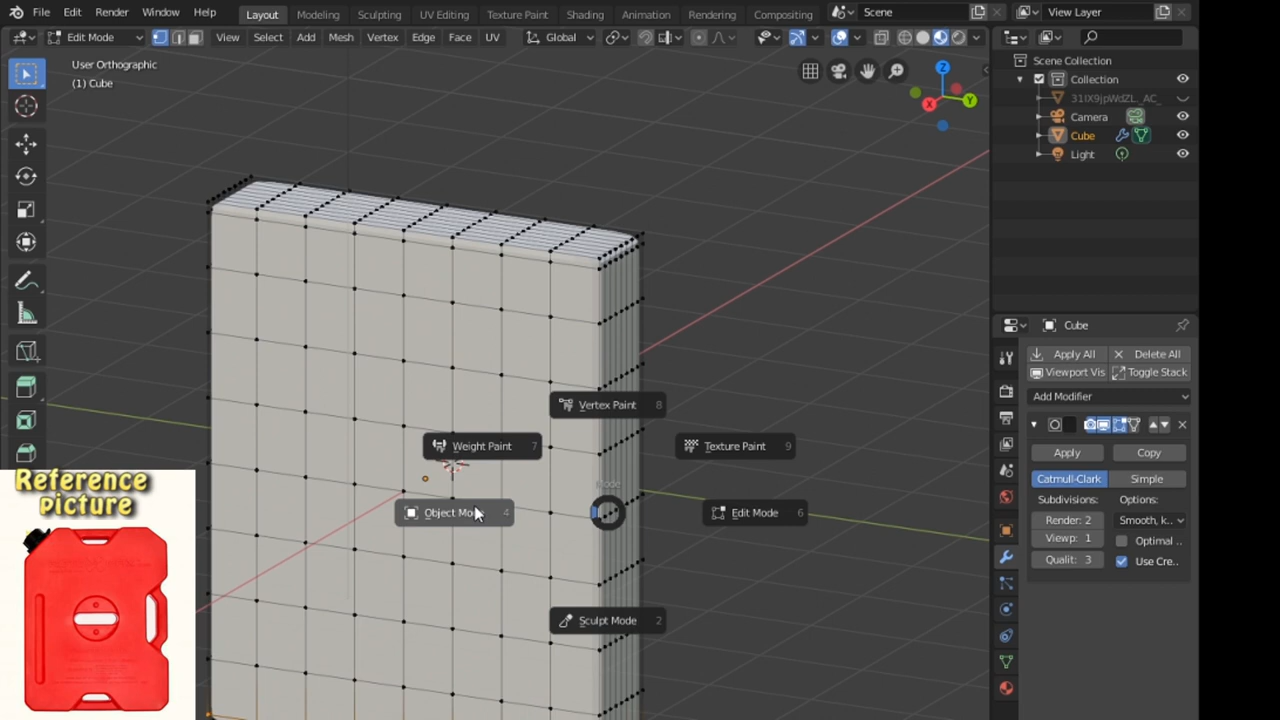 File Edit Render Window Help Layout Modeling Sculpting UV Editing Texture Paint Shading Animation Rendering Compositing Scene View Layer
Edit Mode View Select Add Mesh Vertex Edge Face UV Global
User Orthographic
(1) Cube
Z
Y
X
Scene Collection
Collection
31IX9jpWdZL._AC_
Camera
Cube
Light
Cube
Apply All Delete All
Viewport Vis Toggle Stack
Add Modifier
Apply Copy
Catmull-Clark Simple
Subdivisions: Options:
Render: 2 Smooth, k..
Viewp: 1 Optimal ..
Qualit: 3 Use Cre..
Vertex Paint 8
Weight Paint 7
Texture Paint 9
Mode
Object Mode 4
Edit Mode 6
Sculpt Mode 2
Reference
picture